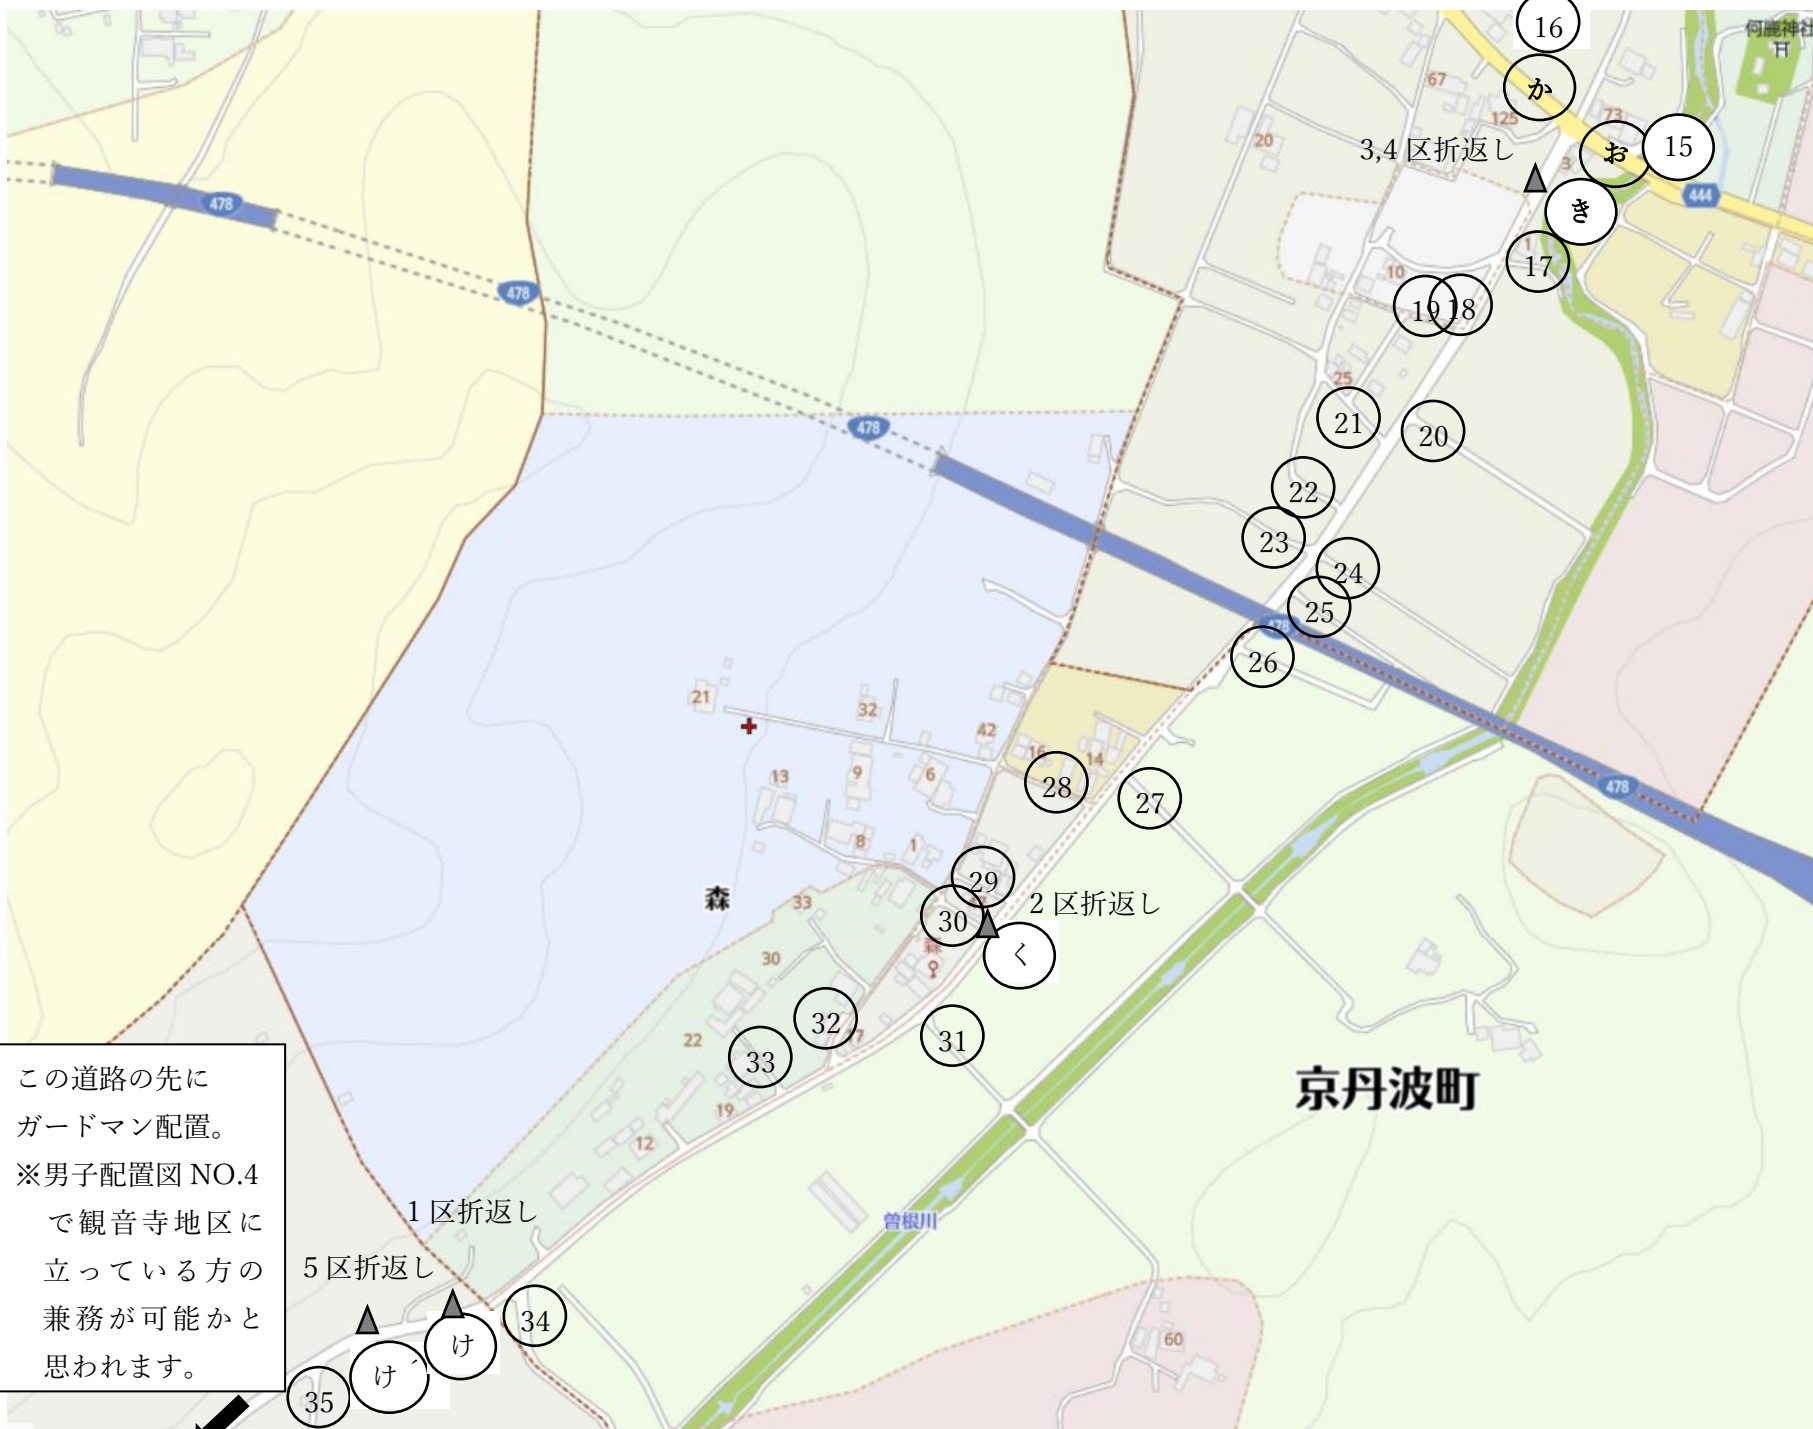 16
何鹿神社
か
67
125
73
お
15
20
3,4 区折返し
3
444
き
478
1
17
478
10
19
18
25
21
20
478
22
23
24
25
478
26
21
32
42
16
14
13
9
6
28
27
478
8
1
29
森
33
30
2 区折返し
く
森
30
32
17
31
22
33
京丹波町
19
12
この道路の先に
ガードマン配置。
※男子配置図 NO.4
で観音寺地区に
立っている方の
兼務が可能かと
思われます。
1 区折返し
曽根川
5 区折返し
34
け
け´
60
35